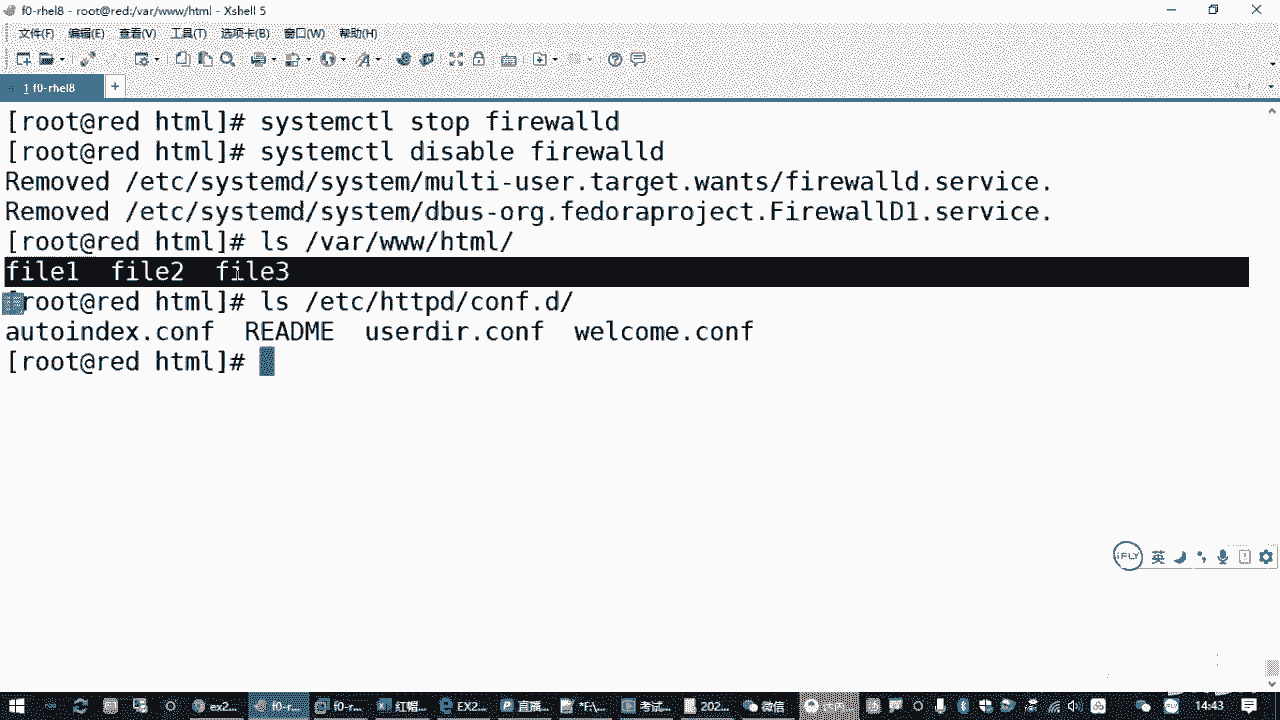 f0-rhel8 - root@red:/var/www/html - Xshell 5
文件(F) 编辑(E) 查看(V) 工具(T) 选项卡(B) 窗口(W) 帮助(H)
1 f0-rhel8 +
[root@red html]# systemctl stop firewalld
[root@red html]# systemctl disable firewalld
Removed /etc/systemd/system/multi-user.target.wants/firewalld.service.
Removed /etc/systemd/system/dbus-org.fedoraproject.FirewallD1.service.
[root@red html]# ls /var/www/html/
file1 file2 file3
[root@red html]# ls /etc/httpd/conf.d/
autoindex.conf README userdir.conf welcome.conf
[root@red html]#
iFLY 英
ex2... f0-r... f0-r... 红帽... EX2... 直播... *F:\... 考试... 202... 微信 14:43